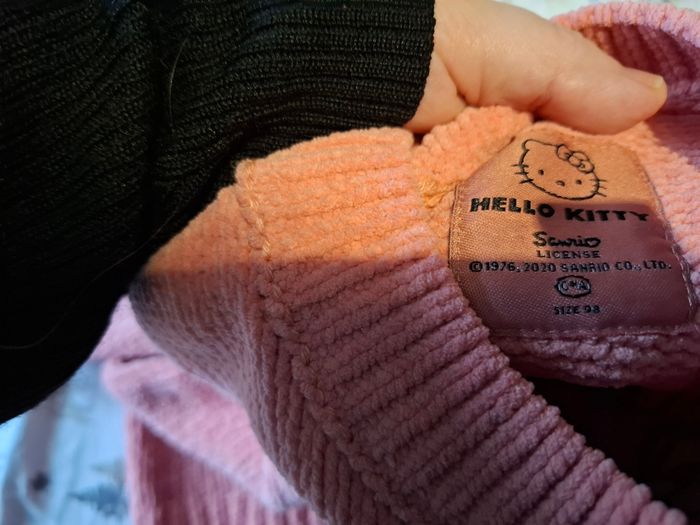 HELLO KITTY
Sanrio
LICENSE
©1976, 2020 SANRIO CO., LTD.
C&A
SIZE 98